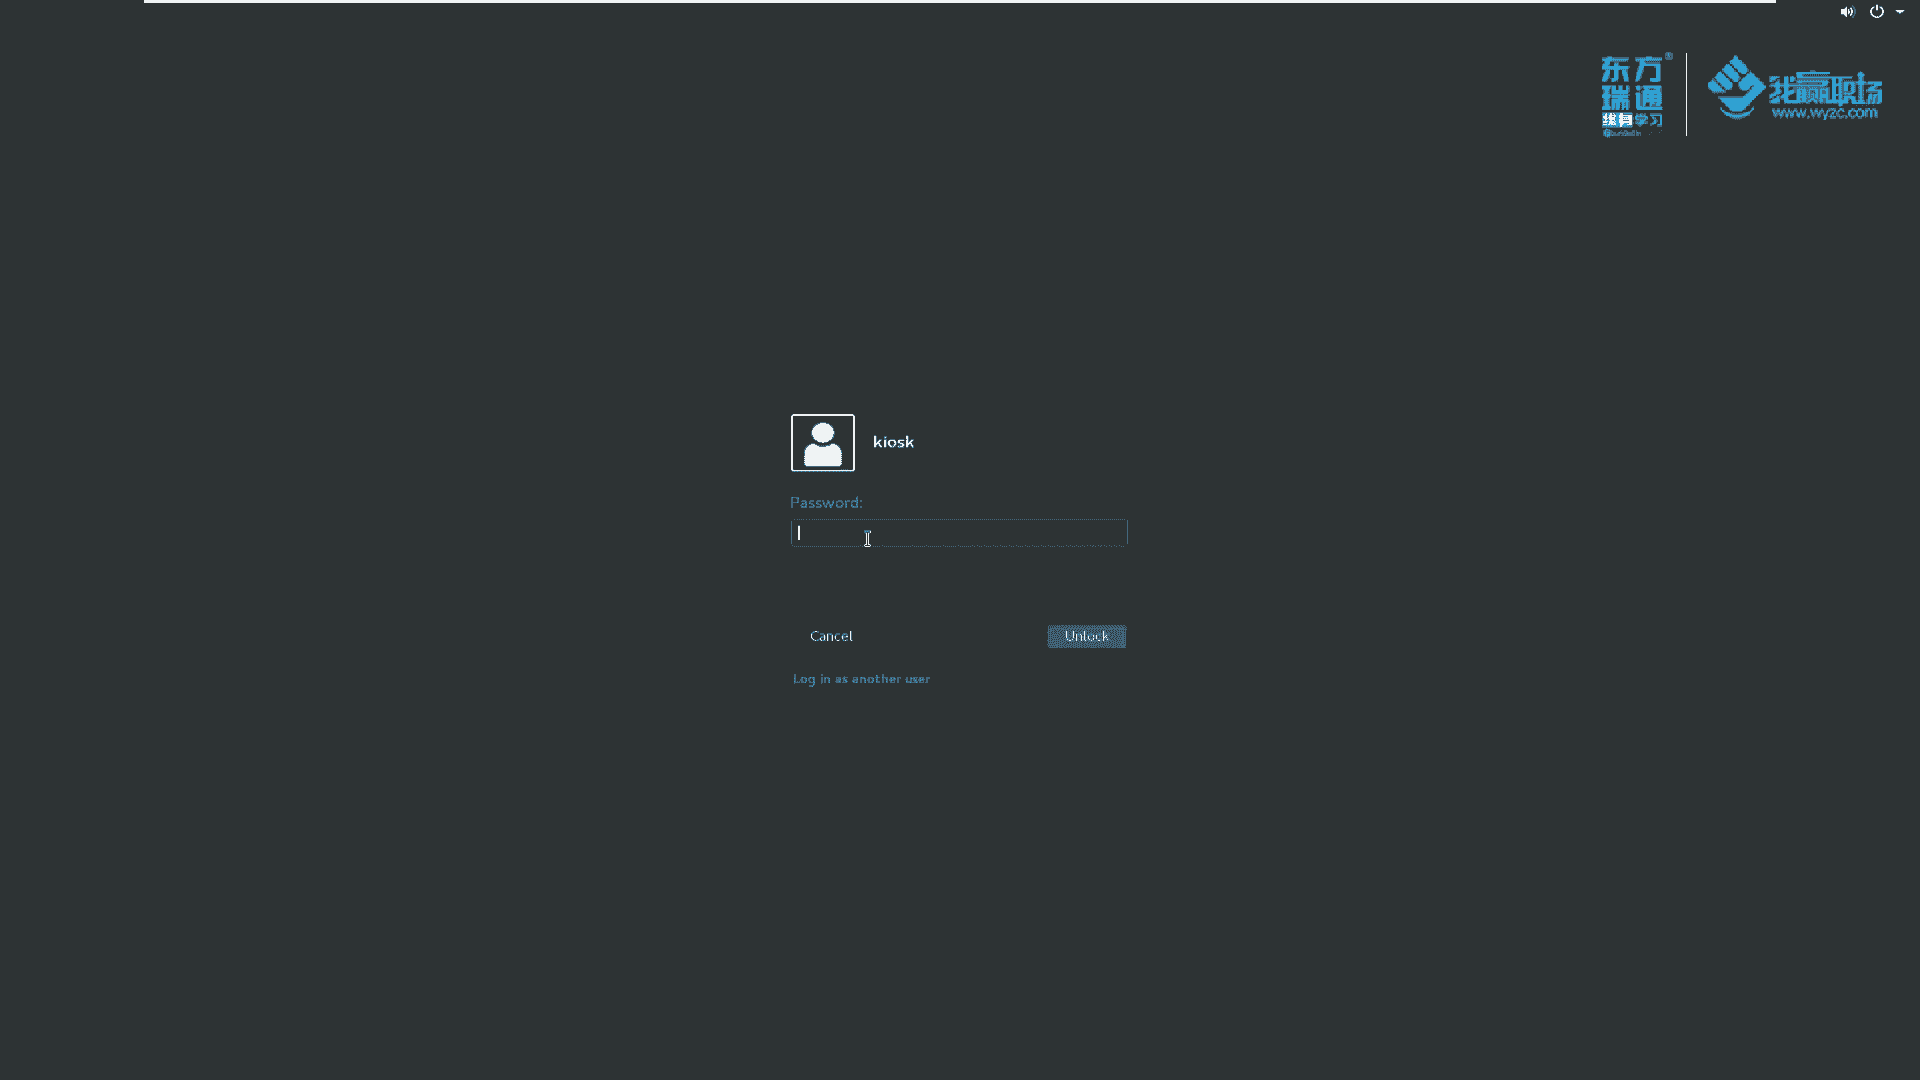 东方
瑞通
终身学习
我赢职场
www.wyzc.com
kiosk
Password:
Cancel
Unlock
Log in as another user